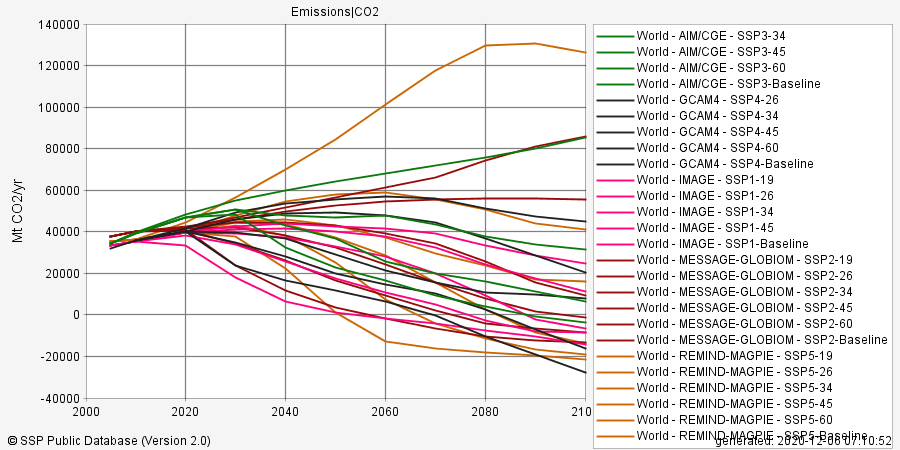 Emissions|CO2
140000
120000
100000
80000
60000
40000
20000
0
-20000
-40000
Mt CO2/yr
2000
2020
2040
2060
2080
210
World - AIM/CGE - SSP3-34
World - AIM/CGE - SSP3-45
World - AIM/CGE - SSP3-60
World - AIM/CGE - SSP3-Baseline
World - GCAM4 - SSP4-26
World - GCAM4 - SSP4-34
World - GCAM4 - SSP4-45
World - GCAM4 - SSP4-60
World - GCAM4 - SSP4-Baseline
World - IMAGE - SSP1-19
World - IMAGE - SSP1-26
World - IMAGE - SSP1-34
World - IMAGE - SSP1-45
World - IMAGE - SSP1-Baseline
World - MESSAGE-GLOBIOM - SSP2-19
World - MESSAGE-GLOBIOM - SSP2-26
World - MESSAGE-GLOBIOM - SSP2-34
World - MESSAGE-GLOBIOM - SSP2-45
World - MESSAGE-GLOBIOM - SSP2-60
World - MESSAGE-GLOBIOM - SSP2-Baseline
World - REMIND-MAGPIE - SSP5-19
World - REMIND-MAGPIE - SSP5-26
World - REMIND-MAGPIE - SSP5-34
World - REMIND-MAGPIE - SSP5-45
World - REMIND-MAGPIE - SSP5-60
World - REMIND-MAGPIE - SSP5-Baseline
© SSP Public Database (Version 2.0)
generated: 2020-12-06 07:10:52